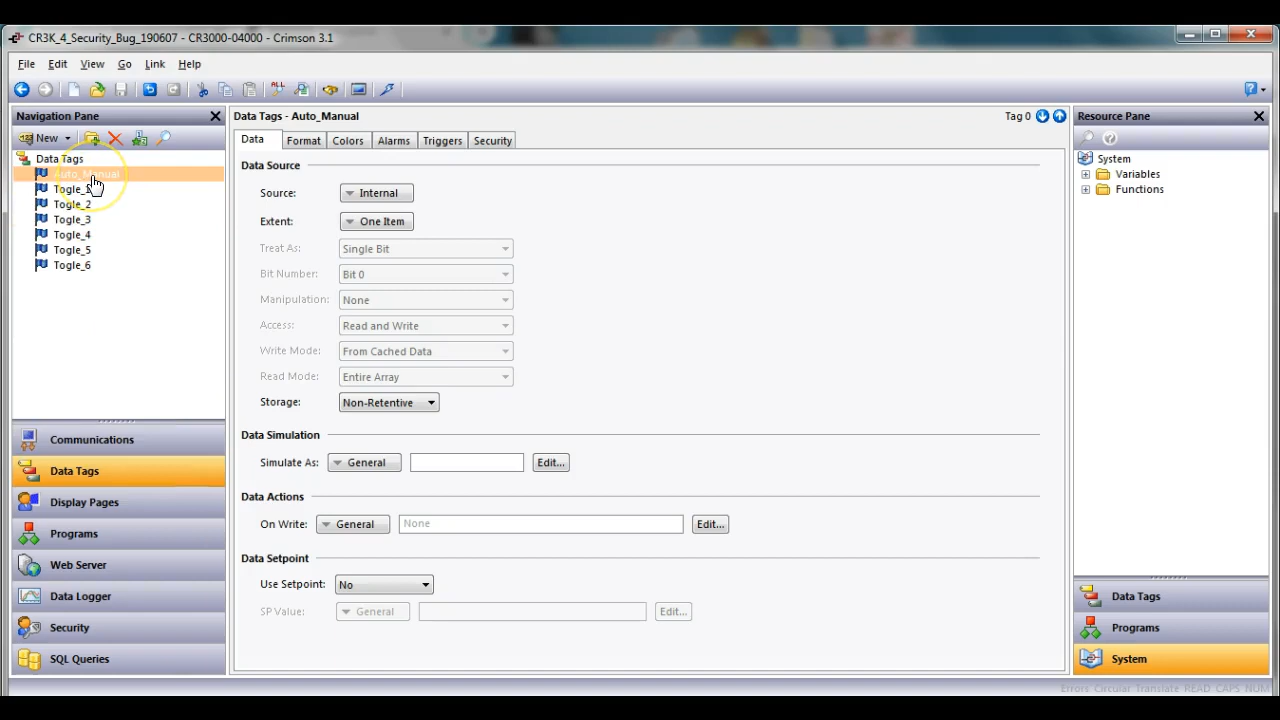 CR3K_4_Security_Bug_190607 - CR3000-04000 - Crimson 3.1
File Edit View Go Link Help
ALL
Navigation Pane
New
Data Tags
Auto_Manual
Togle_1
Togle_2
Togle_3
Togle_4
Togle_5
Togle_6
Communications
Data Tags
Display Pages
Programs
Web Server
Data Logger
Security
SQL Queries
Data Tags - Auto_Manual Tag 0
Data Format Colors Alarms Triggers Security
Data Source
Source: Internal
Extent: One Item
Treat As: Single Bit
Bit Number: Bit 0
Manipulation: None
Access: Read and Write
Write Mode: From Cached Data
Read Mode: Entire Array
Storage: Non-Retentive
Data Simulation
Simulate As: General Edit...
Data Actions
On Write: General None Edit...
Data Setpoint
Use Setpoint: No
SP Value: General Edit...
Resource Pane
System
Variables
Functions
Data Tags
Programs
System
Errors Circular Translate READ CAPS NUM